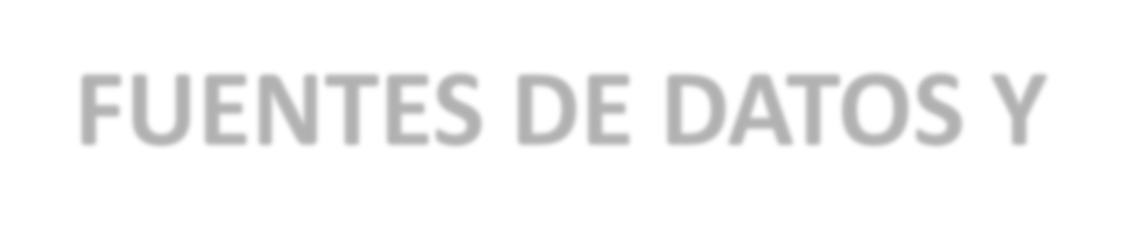 FUENTES DE DATOS Y